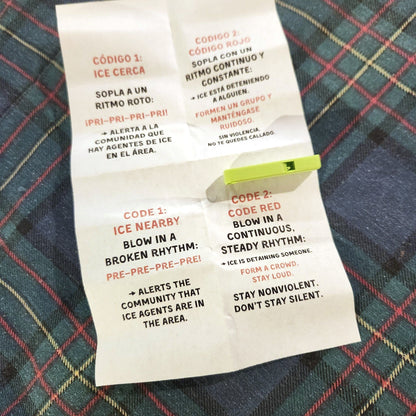 CÓDIGO 1:
ICE CERCA
SOPLA A UN
RITMO ROTO:
¡PRI-PRI-PRI-PRI!
→ ALERTA A LA
COMUNIDAD QUE
HAY AGENTES DE ICE
EN EL ÁREA.
CÓDIGO 2:
CÓDIGO ROJO
SOPLA CON UN
RITMO CONTINUO Y
CONSTANTE:
→ ICE ESTÁ DETENIENDO
A ALGUIEN.
FORMEN UN GRUPO Y
MANTÉNGASE
RUIDOSO.
SIN VIOLENCIA.
NO TE QUEDES CALLADO.
CODE 1:
ICE NEARBY
BLOW IN A
BROKEN RHYTHM:
PRE-PRE-PRE-PRE!
→ ALERTS THE
COMMUNITY THAT
ICE AGENTS ARE IN
THE AREA.
CODE 2:
CODE RED
BLOW IN A
CONTINUOUS,
STEADY RHYTHM:
→ ICE IS DETAINING SOMEONE.
FORM A CROWD.
STAY LOUD.
STAY NONVIOLENT.
DON'T STAY SILENT.